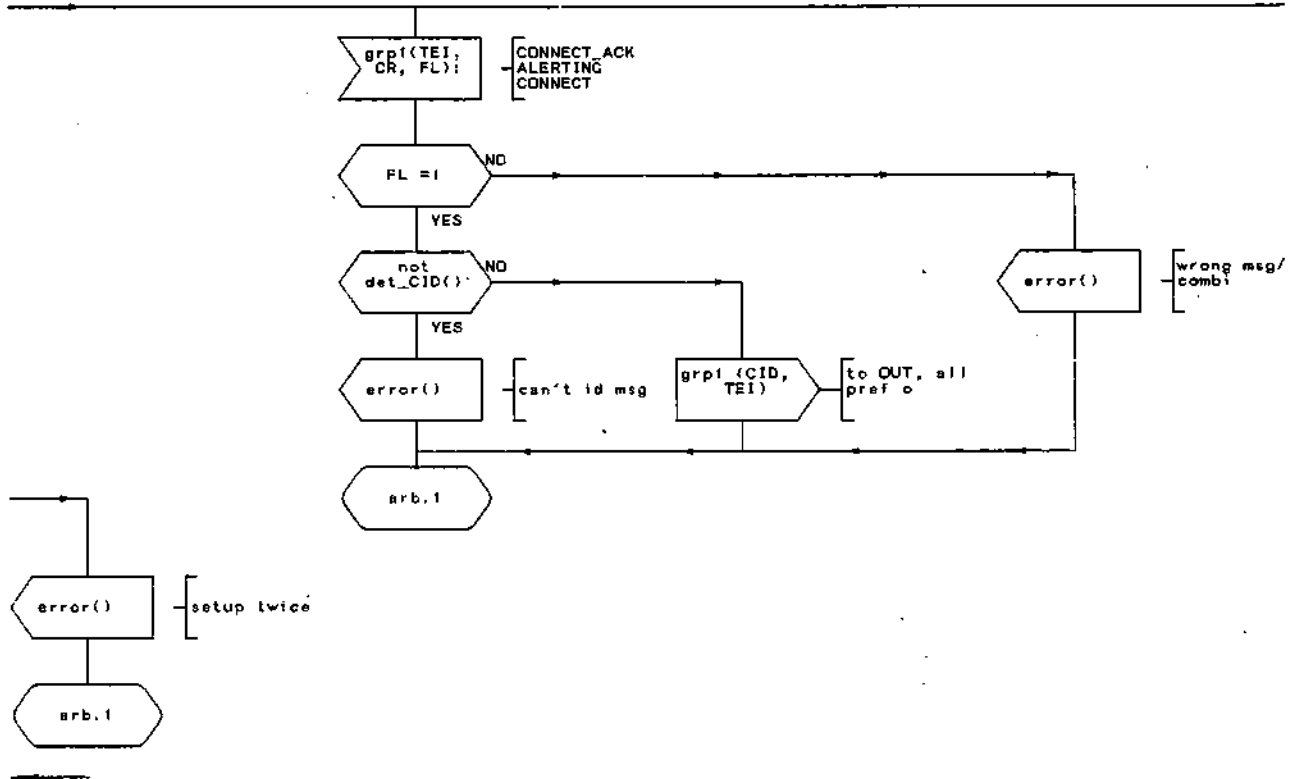 grp1(TEI,
CR, FL);
CONNECT_ACK
ALERTING
CONNECT
FL =1
NO
YES
not
det_CID()
NO
YES
error()
wrong msg/
combi
error()
can't id msg
grp1 (CID,
TEI)
to OUT, all
pref o
arb.1
error()
setup twice
arb.1